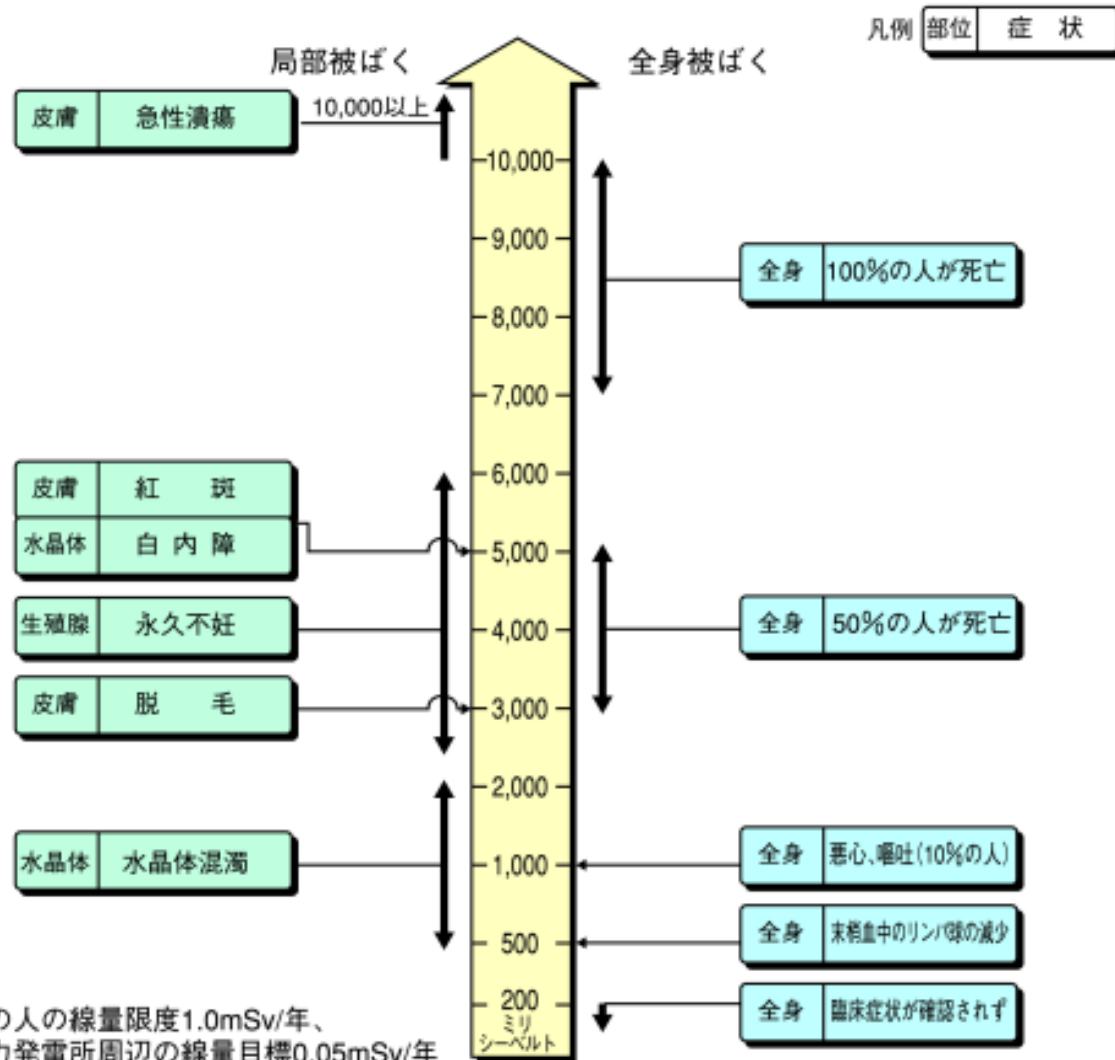 凡例 部位 症 状
局部被ばく
全身被ばく
皮膚 急性潰瘍
10,000以上
10,000
9,000
全身 100%の人が死亡
8,000
7,000
6,000
皮膚 紅 斑
水晶体 白内障
5,000
生殖腺 永久不妊
4,000
全身 50%の人が死亡
皮膚 脱 毛
3,000
2,000
水晶体 水晶体混濁
1,000
全身 悪心、嘔吐(10%の人)
500
全身 末梢血中のリンパ球の減少
200
ミリ
シーベルト
全身 臨床症状が確認されず
の人の線量限度1.0mSv/年、
力発電所周辺の線量目標0.05mSv/年